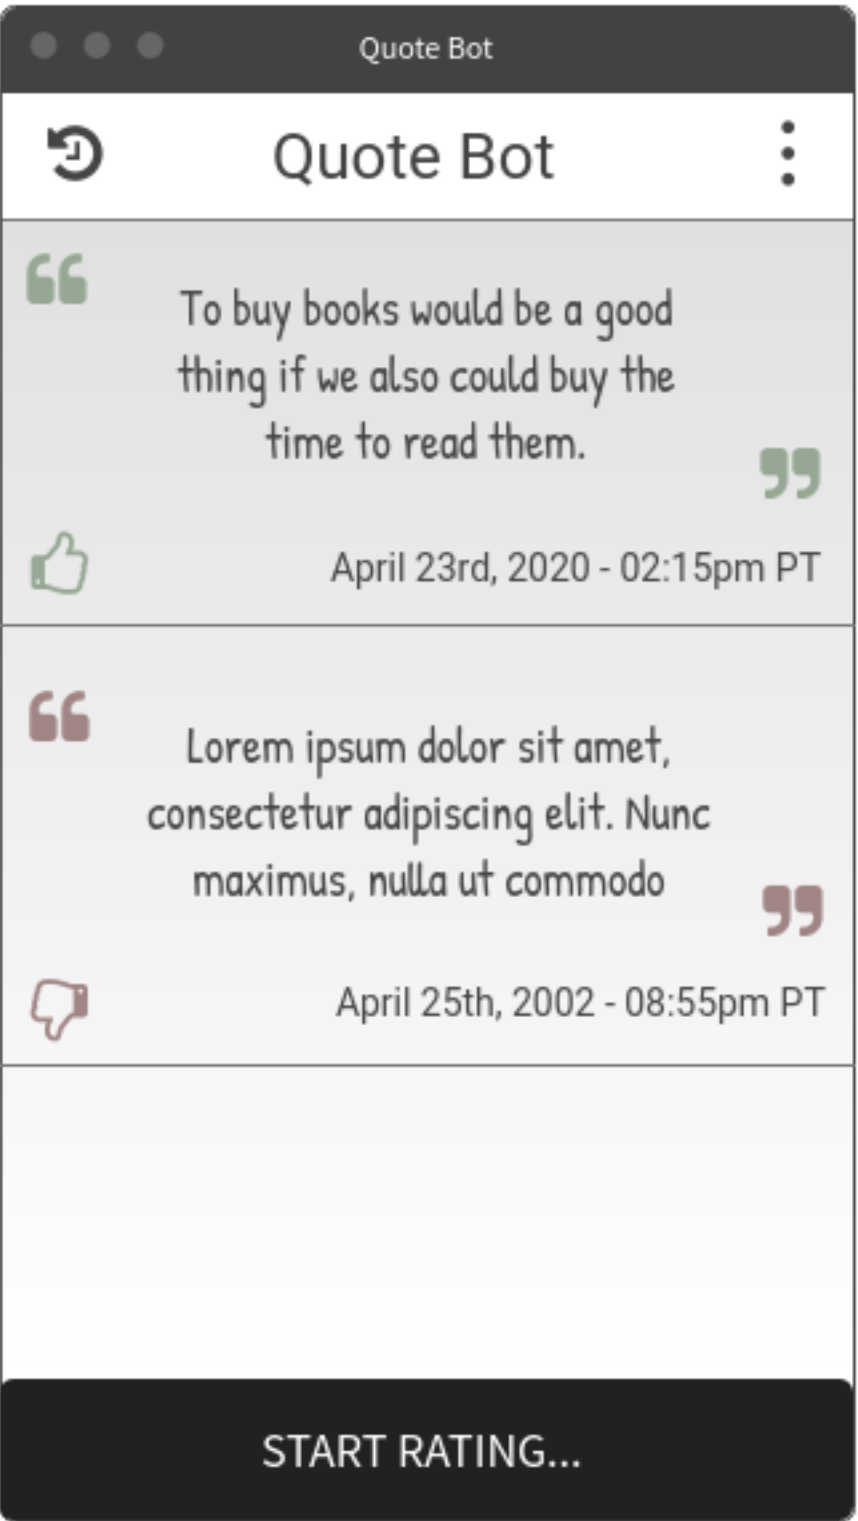 Quote Bot
Quote Bot
To buy books would be a good
thing if we also could buy the
time to read them.
April 23rd, 2020 - 02:15pm PT
Lorem ipsum dolor sit amet,
consectetur adipiscing elit. Nunc
maximus, nulla ut commodo
April 25th, 2002 - 08:55pm PT
START RATING...